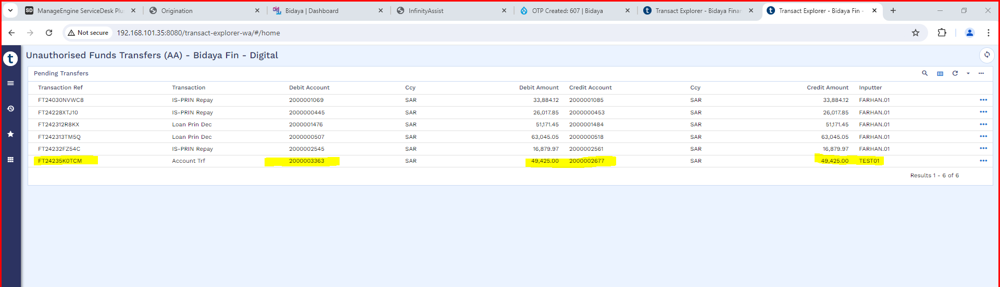 SD ManageEngine ServiceDesk Plu Origination Bidaya | Dashboard InfinityAssist OTP Created: 607 | Bidaya t Transact Explorer - Bidaya Finan t Transact Explorer - Bidaya Fin -
Not secure 192.168.101.35:8080/transact-explorer-wa/#/home
t Unauthorised Funds Transfers (AA) - Bidaya Fin - Digital
Pending Transfers
Transaction Ref Transaction Debit Account Ccy Debit Amount Credit Account Ccy Credit Amount Inputter
FT24030NVWC8 IS-PRIN Repay 2000001069 SAR 33,884.12 2000001085 SAR 33,884.12 FARHAN.01
FT24228XTJ10 IS-PRIN Repay 2000000445 SAR 26,017.85 2000000453 SAR 26,017.85 FARHAN.01
FT242312R8KX Loan Prin Dec 2000001476 SAR 51,171.45 2000001484 SAR 51,171.45 FARHAN.01
FT242313TM5Q Loan Prin Dec 2000000507 SAR 63,045.05 2000000518 SAR 63,045.05 FARHAN.01
FT24232FZ54C IS-PRIN Repay 2000002545 SAR 16,879.97 2000002561 SAR 16,879.97 FARHAN.01
FT24235K0TCM Account Trf 2000003363 SAR 49,425.00 2000002677 SAR 49,425.00 TEST01
Results 1 - 6 of 6